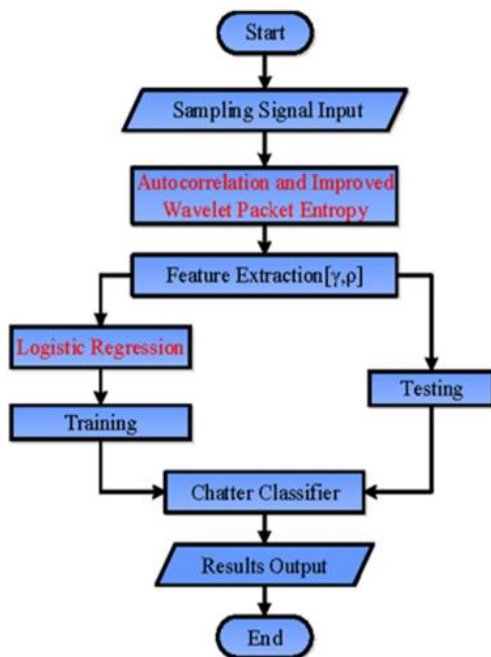 Start
Sampling Signal Input
Autocorrelation and Improved
Wavelet Packet Entropy
Feature Extraction[γ,ρ]
Logistic Regression
Training
Testing
Chatter Classifier
Results Output
End